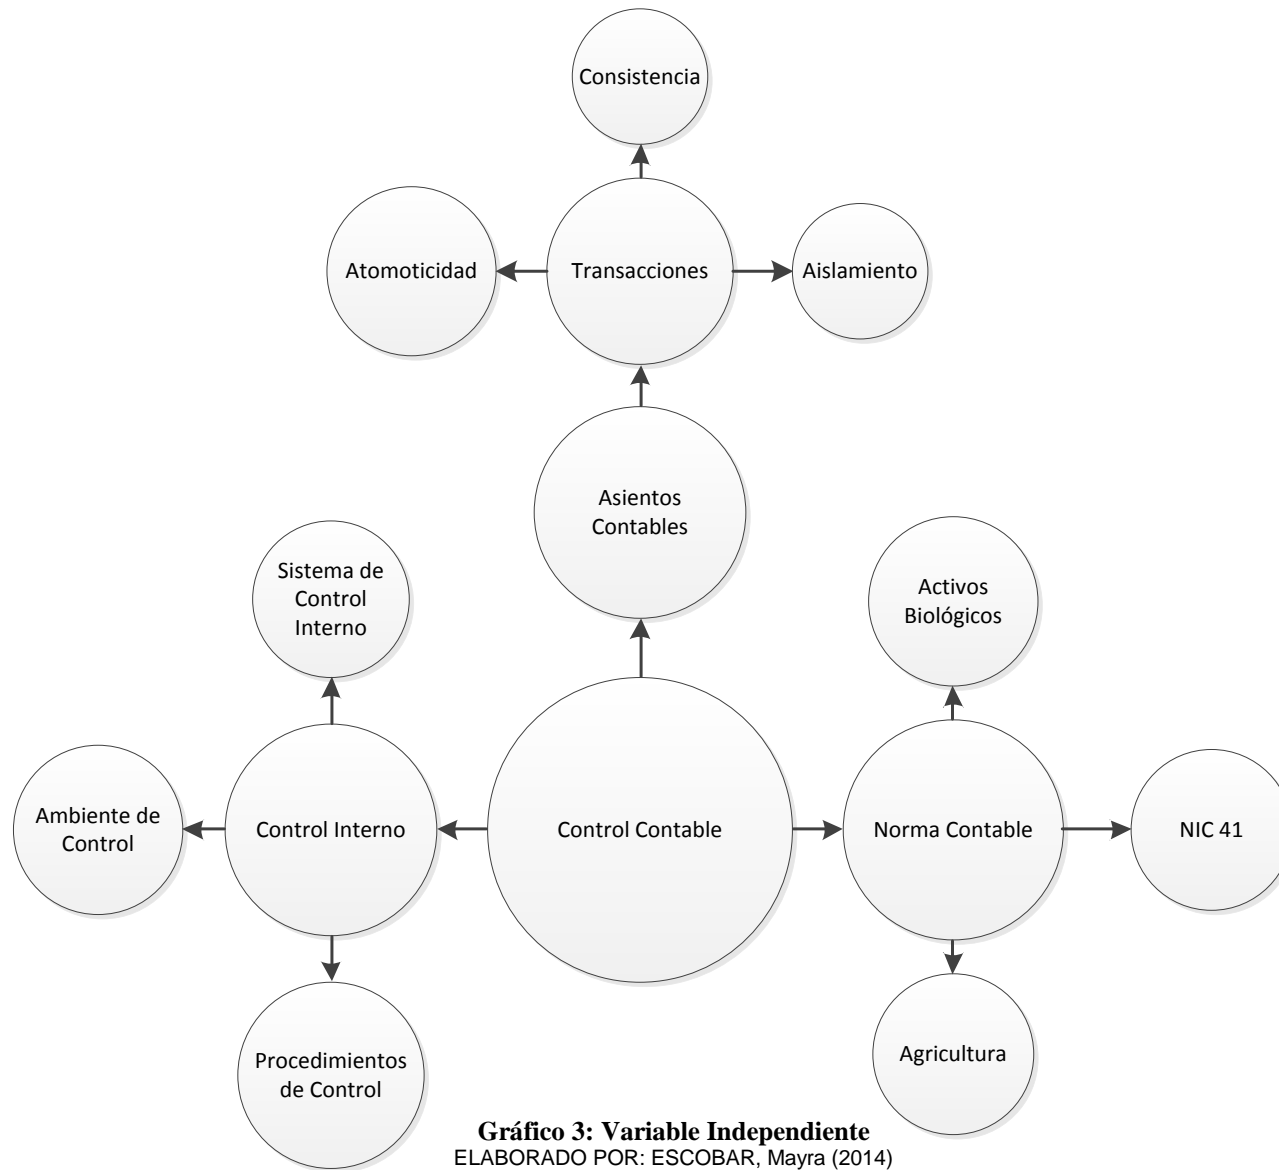 Consistencia
Atomoticidad
Transacciones
Aislamiento
Asientos
Contables
Sistema de
Control
Interno
Activos
Biológicos
Ambiente de
Control
Control Interno
Control Contable
Norma Contable
NIC 41
Procedimientos
de Control
Agricultura
Gráfico 3: Variable Independiente
ELABORADO POR: ESCOBAR, Mayra (2014)